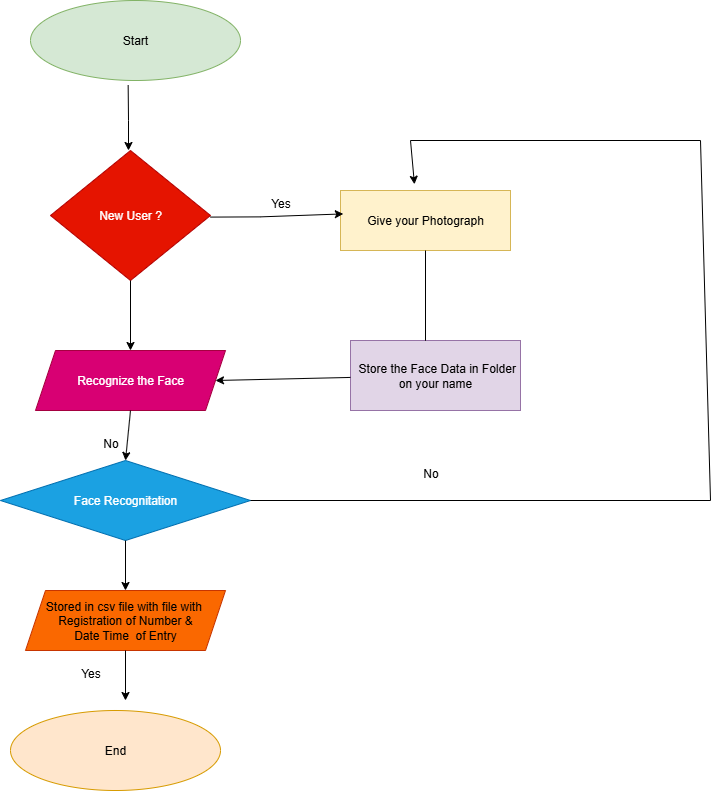 Start
New User ?
Yes
Give your Photograph
Recognize the Face
Store the Face Data in Folder
on your name
No
Face Recognitation
No
Stored in csv file with file with
Registration of Number &
Date Time  of Entry
Yes
End